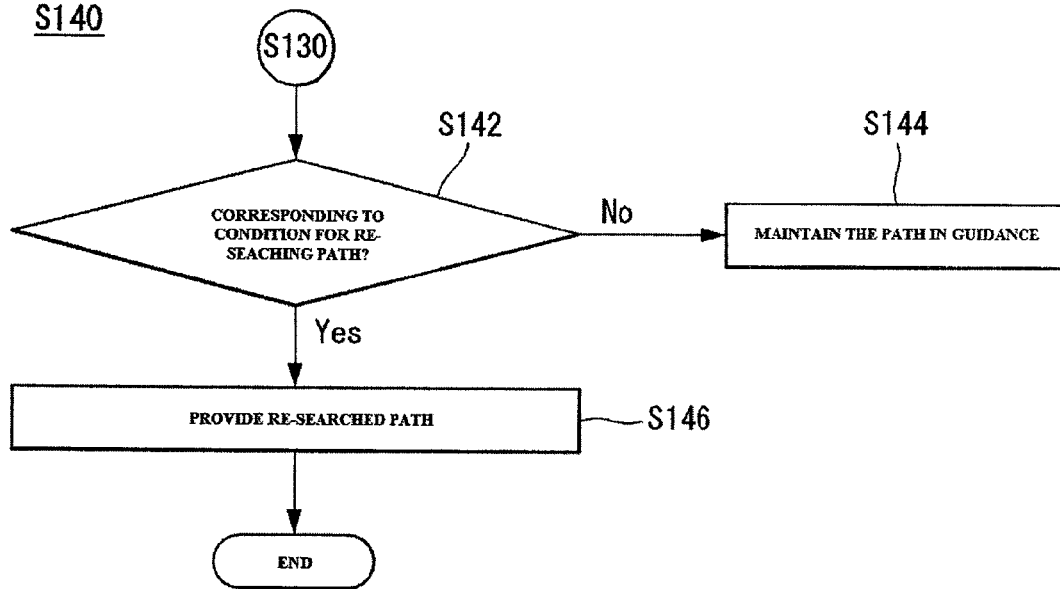 S140
S130
S142
S144
CORRESPONDING TO
CONDITION FOR RE-
SEACHING PATH?
No
MAINTAIN THE PATH IN GUIDANCE
Yes
PROVIDE RE-SEARCHED PATH
S146
END